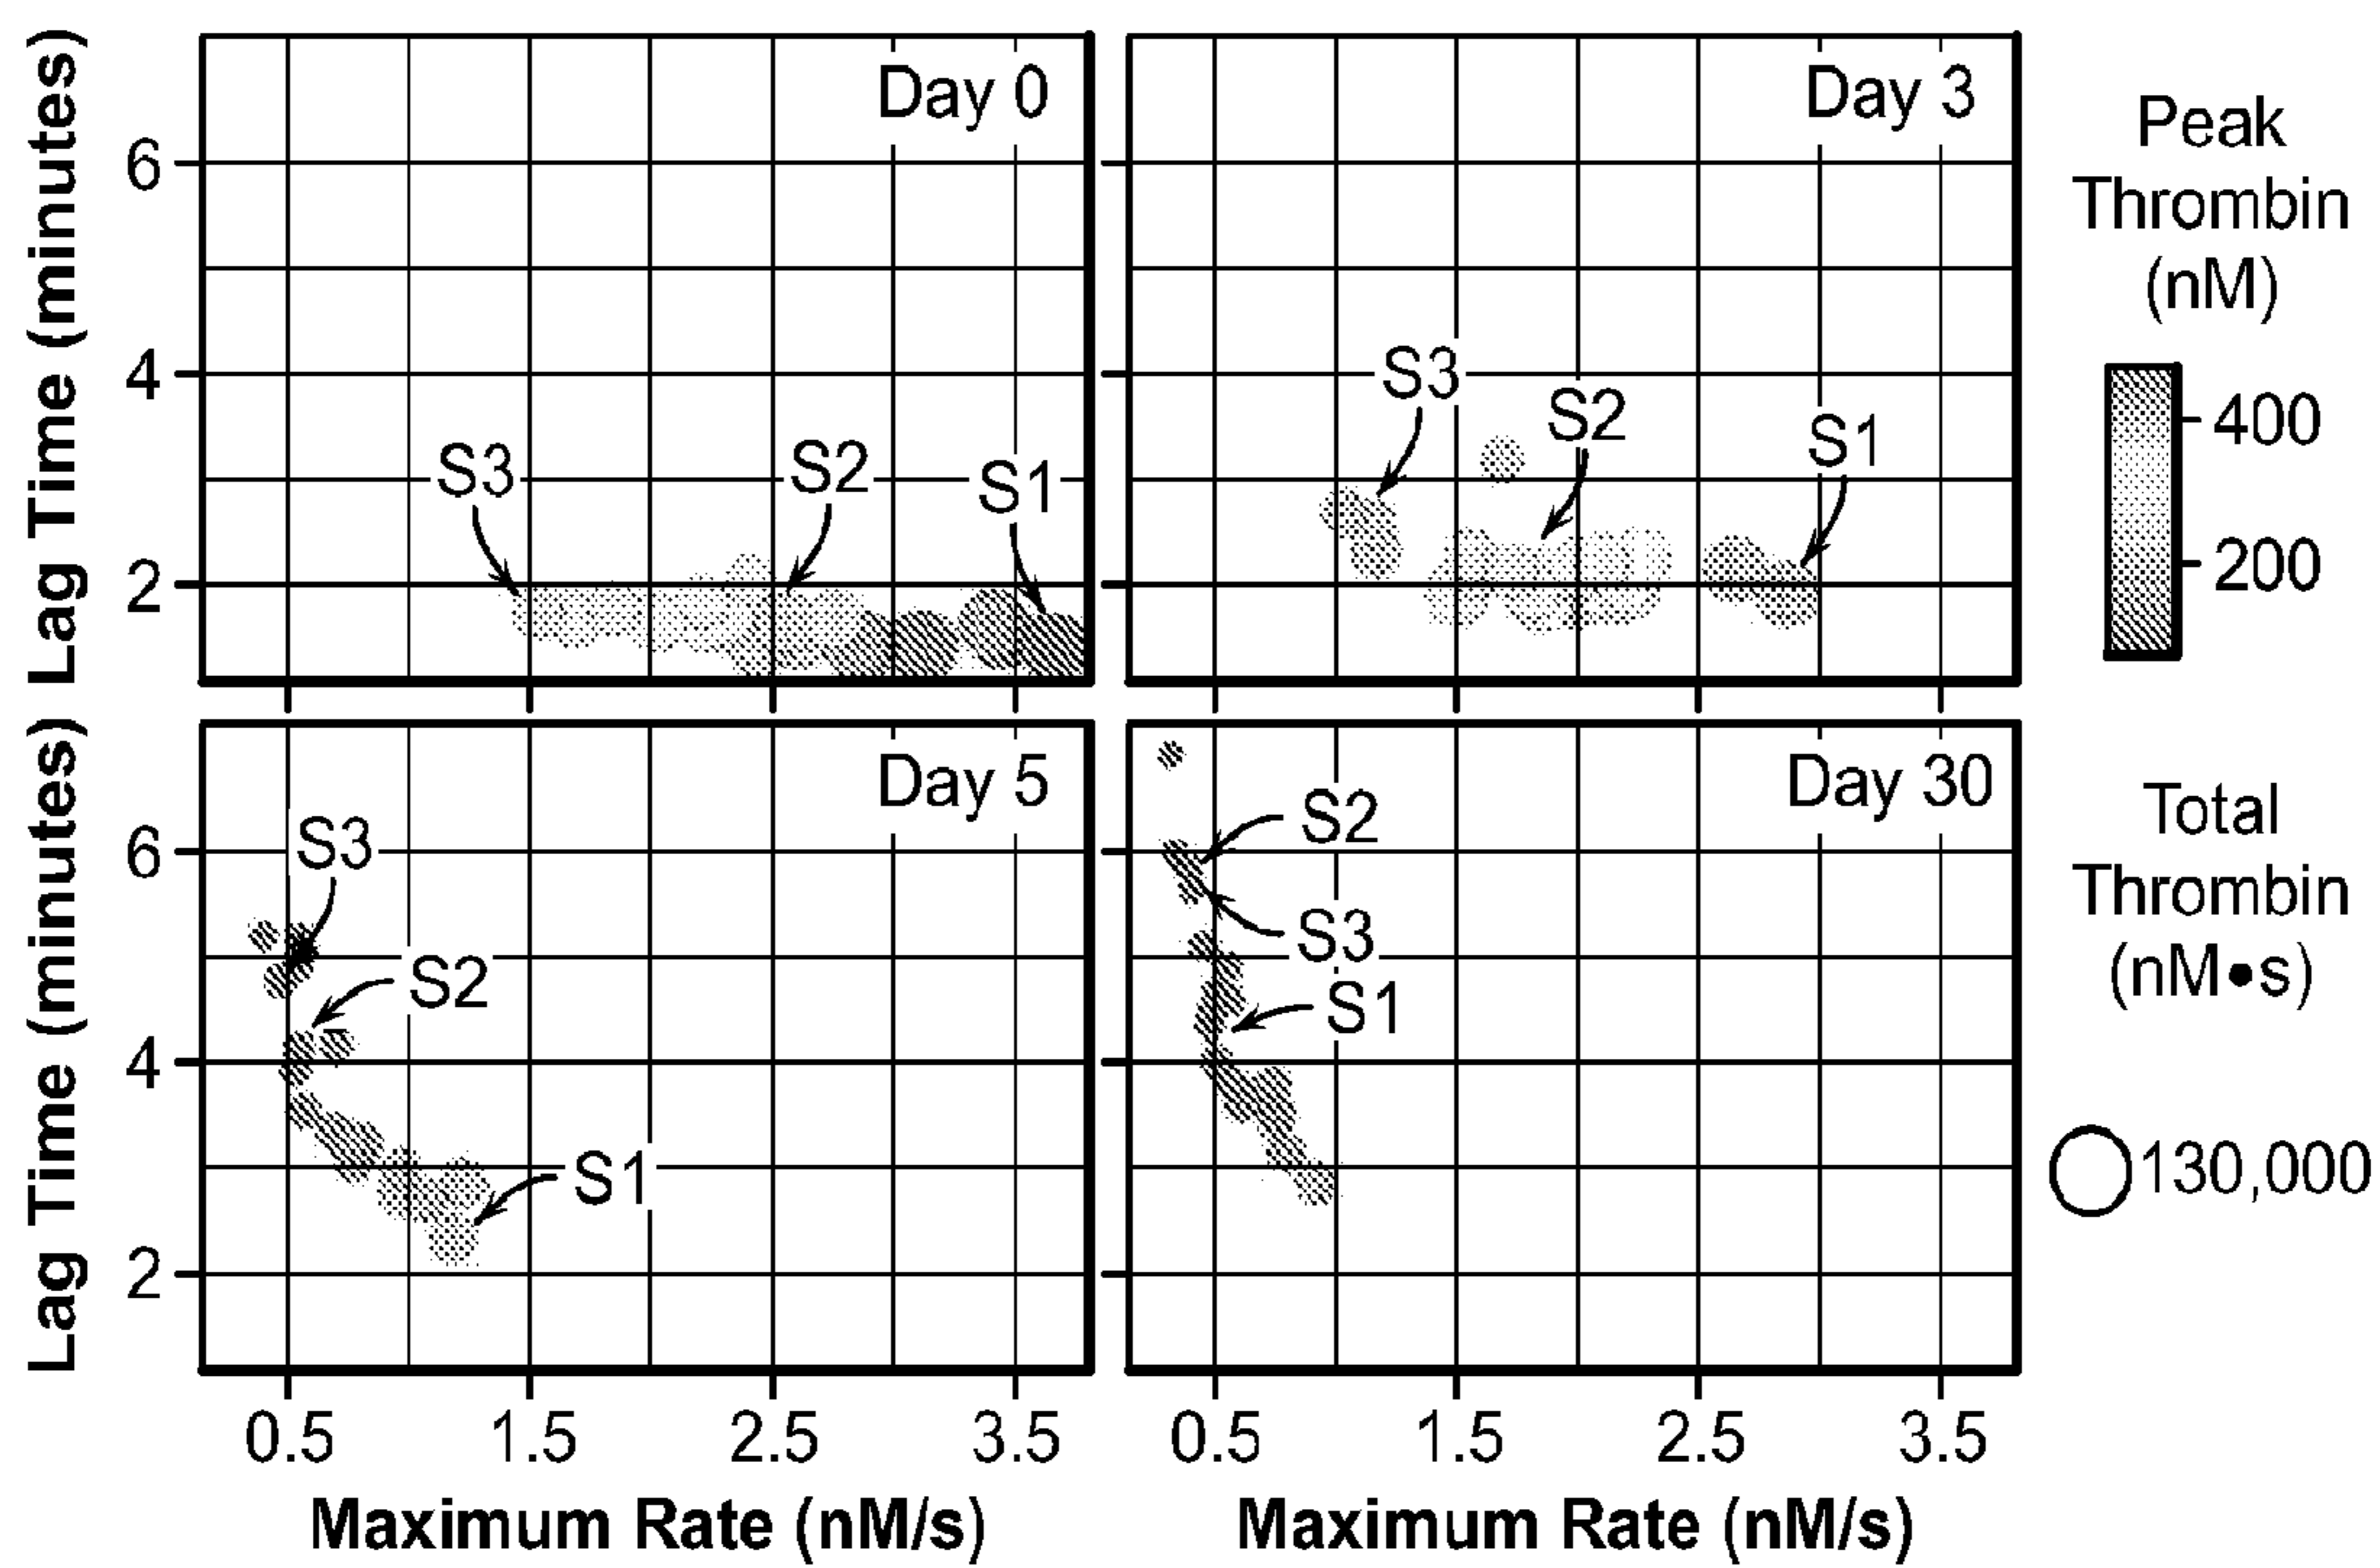 Lag Time (minutes)
6
4
2
Day 0
S3
S2
S1
Day 3
S3
S2
S1
Peak
Thrombin
(nM)
400
200
Lag Time (minutes)
6
4
2
Day 5
S3
S2
S1
Day 30
S2
S3
S1
Total
Thrombin
(nM•s)
130,000
0.5 1.5 2.5 3.5
0.5 1.5 2.5 3.5
Maximum Rate (nM/s)
Maximum Rate (nM/s)